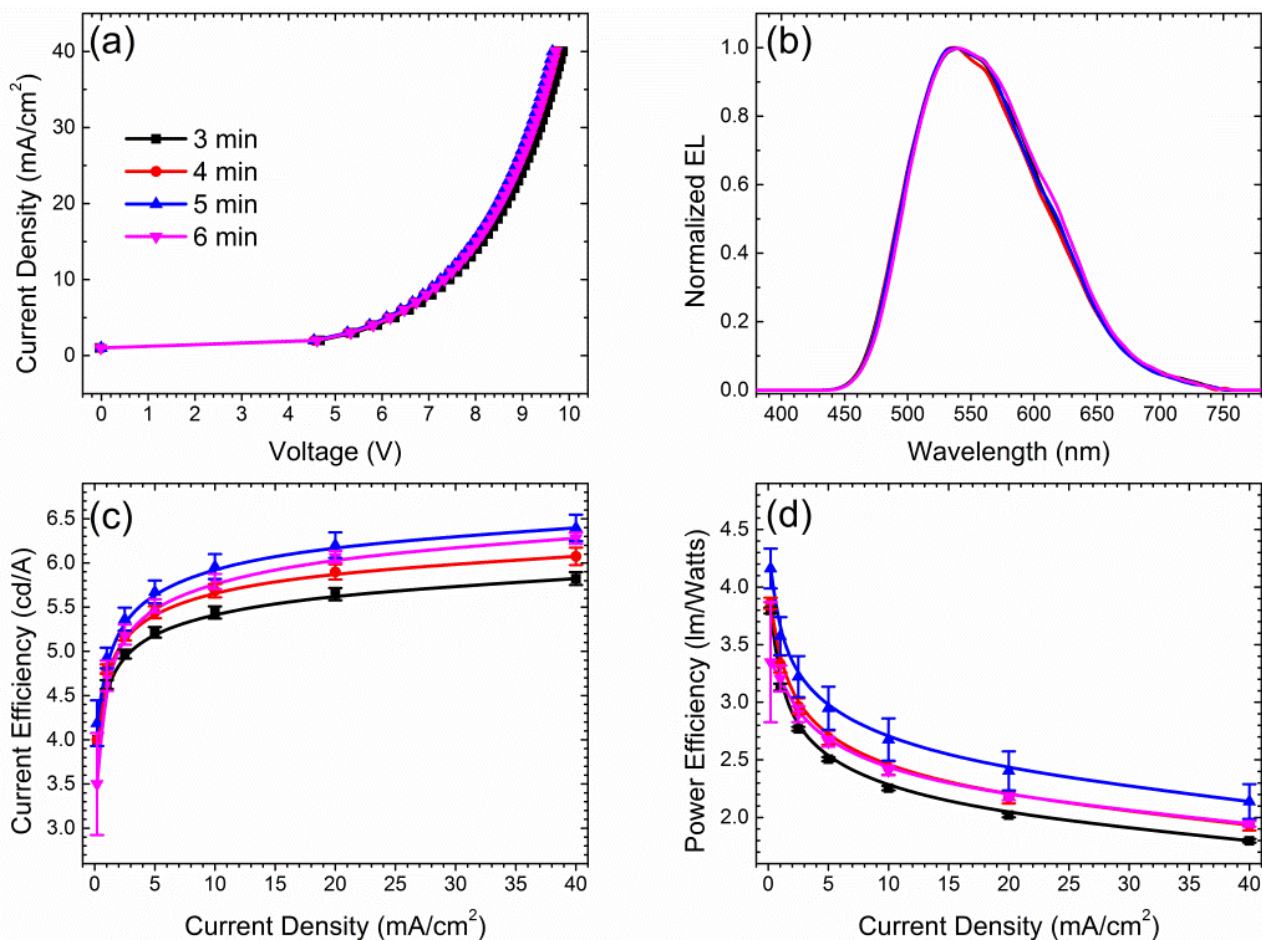 (a)
Current Density (mA/cm²)
40
30
20
10
0
3 min
4 min
5 min
6 min
0 1 2 3 4 5 6 7 8 9 10
Voltage (V)
(b)
Normalized EL
1.0
0.8
0.6
0.4
0.2
0.0
400 450 500 550 600 650 700 750
Wavelength (nm)
(c)
Current Efficiency (cd/A)
6.5
6.0
5.5
5.0
4.5
4.0
3.5
3.0
0 5 10 15 20 25 30 35 40
Current Density (mA/cm²)
(d)
Power Efficiency (lm/Watts)
4.5
4.0
3.5
3.0
2.5
2.0
0 5 10 15 20 25 30 35 40
Current Density (mA/cm²)